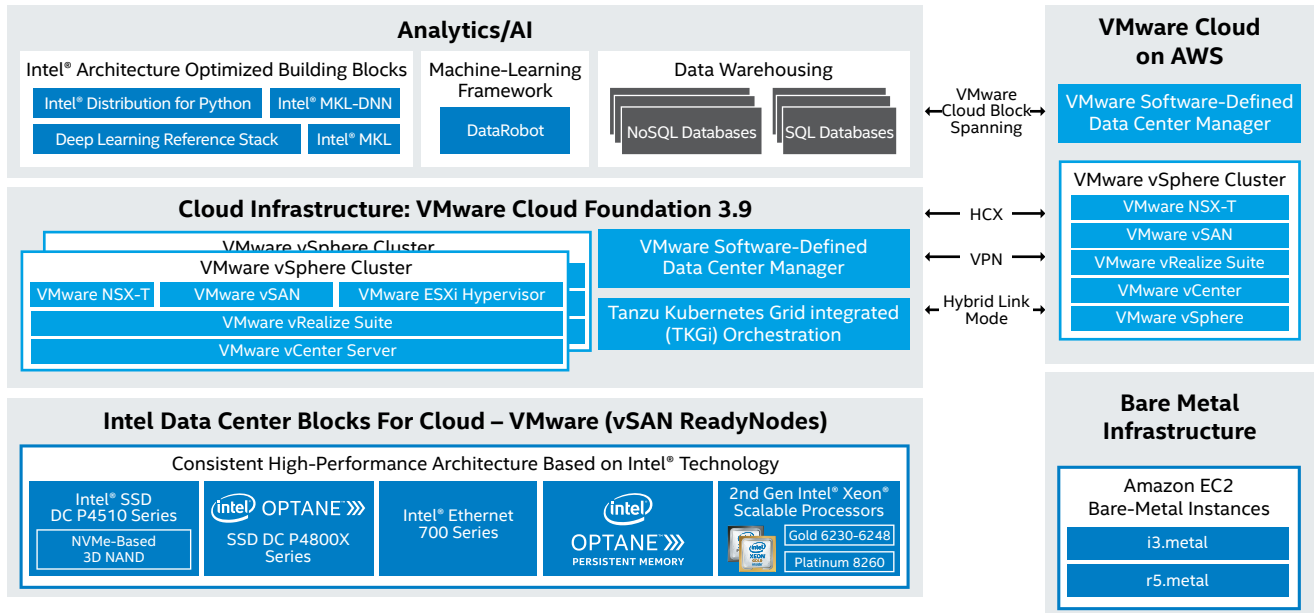 Analytics/AI
Intel® Architecture Optimized Building Blocks
Intel® Distribution for Python
Intel® MKL-DNN
Deep Learning Reference Stack
Intel® MKL
Machine-Learning
Framework
DataRobot
Data Warehousing
NoSQL Databases
SQL Databases
Cloud Infrastructure: VMware Cloud Foundation 3.9
VMware vSphere Cluster
VMware vSphere Cluster
VMware NSX-T
VMware vSAN
VMware ESXi Hypervisor
VMware vRealize Suite
VMware vCenter Server
VMware Software-Defined
Data Center Manager
Tanzu Kubernetes Grid integrated
(TKGi) Orchestration
Intel Data Center Blocks For Cloud – VMware (vSAN ReadyNodes)
Consistent High-Performance Architecture Based on Intel® Technology
Intel® SSD
DC P4510 Series
NVMe-Based
3D NAND
intel OPTANE™
SSD DC P4800X
Series
Intel® Ethernet
700 Series
intel
OPTANE™
PERSISTENT MEMORY
2nd Gen Intel® Xeon®
Scalable Processors
Gold 6230-6248
Platinum 8260
intel
XEON
VMware
Cloud Block
Spanning
HCX
VPN
Hybrid Link
Mode
VMware Cloud
on AWS
VMware Software-Defined
Data Center Manager
VMware vSphere Cluster
VMware NSX-T
VMware vSAN
VMware vRealize Suite
VMware vCenter
VMware vSphere
Bare Metal
Infrastructure
Amazon EC2
Bare-Metal Instances
i3.metal
r5.metal